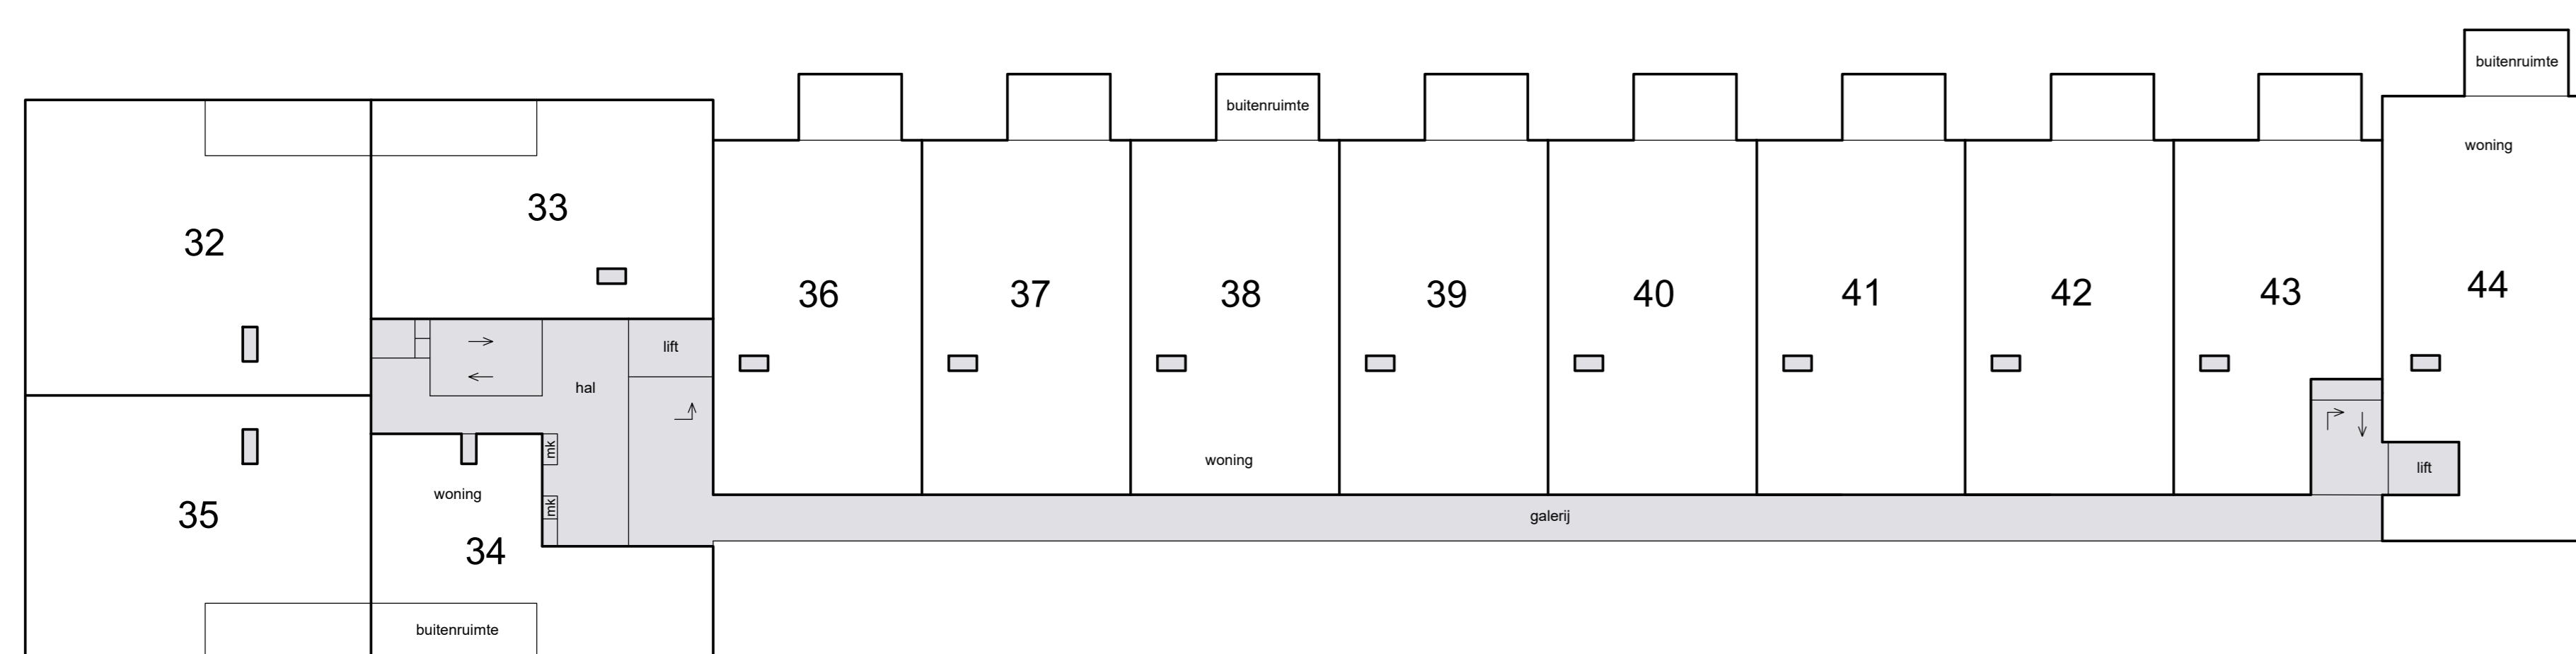 buitenruimte
buitenruimte
woning
33
32
44
36
37
38
39
40
41
42
43
lift
hal
mk
woning
lift
woning
mk
35
galerij
34
buitenruimte